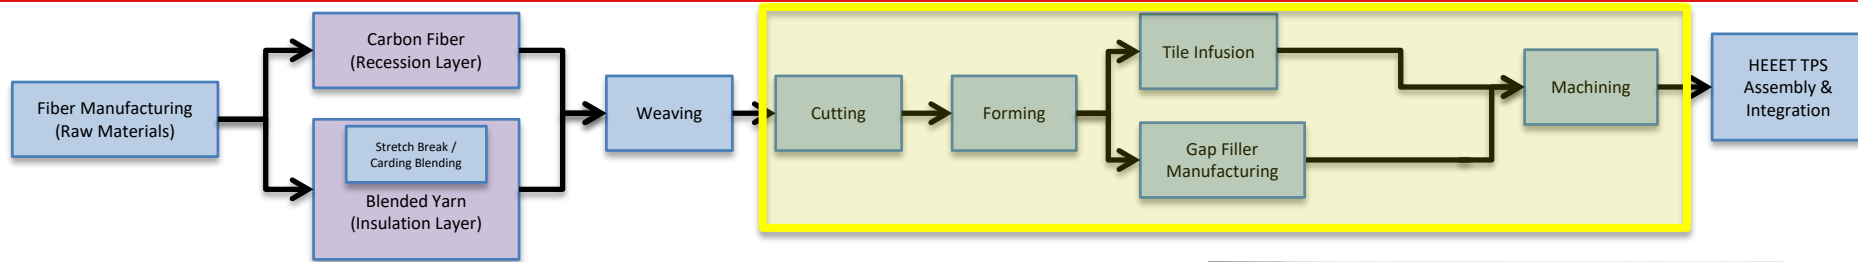 Fiber Manufacturing
(Raw Materials)
Carbon Fiber
(Recession Layer)
Stretch Break /
Carding Blending
Blended Yarn
(Insulation Layer)
Weaving
Cutting
Forming
Tile Infusion
Gap Filler
Manufacturing
Machining
HEEET TPS
Assembly &
Integration